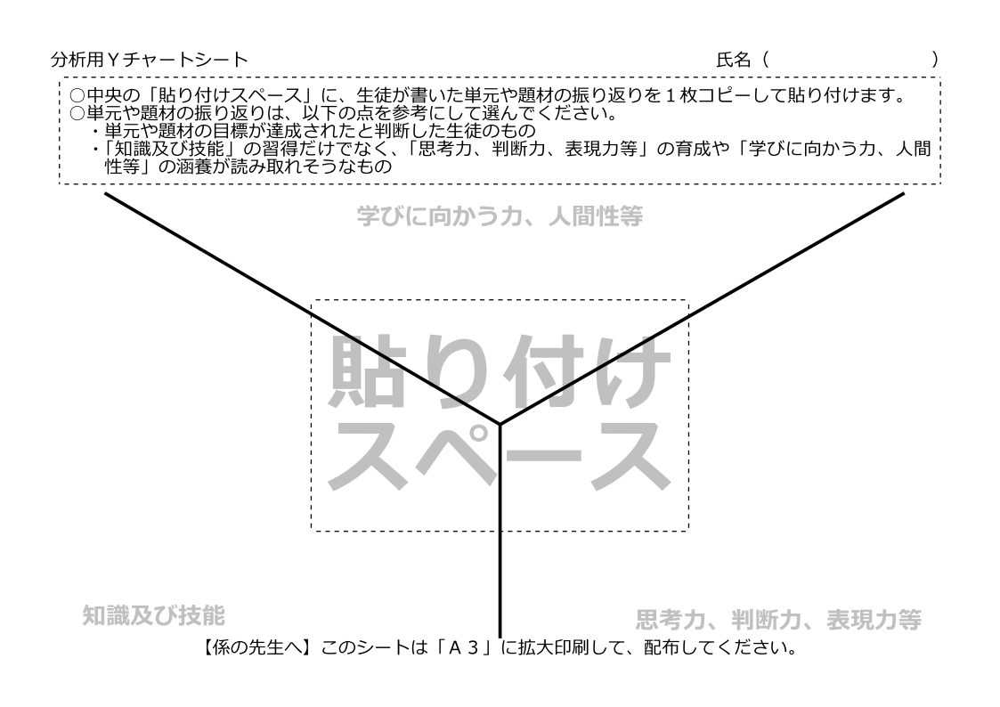 分析用Ｙチャートシート　氏名（　　　　　　　　　）
○中央の「貼り付けスペース」に、生徒が書いた単元や題材の振り返りを１枚コピーして貼り付けます。
○単元や題材の振り返りは、以下の点を参考にして選んでください。
・単元や題材の目標が達成されたと判断した生徒のもの
・「知識及び技能」の習得だけでなく、「思考力、判断力、表現力等」の育成や「学びに向かう力、人間
性等」の涵養が読み取れそうなもの
学びに向かう力、人間性等
貼り付け
スペース
知識及び技能
思考力、判断力、表現力等
【係の先生へ】このシートは「Ａ３」に拡大印刷して、配布してください。